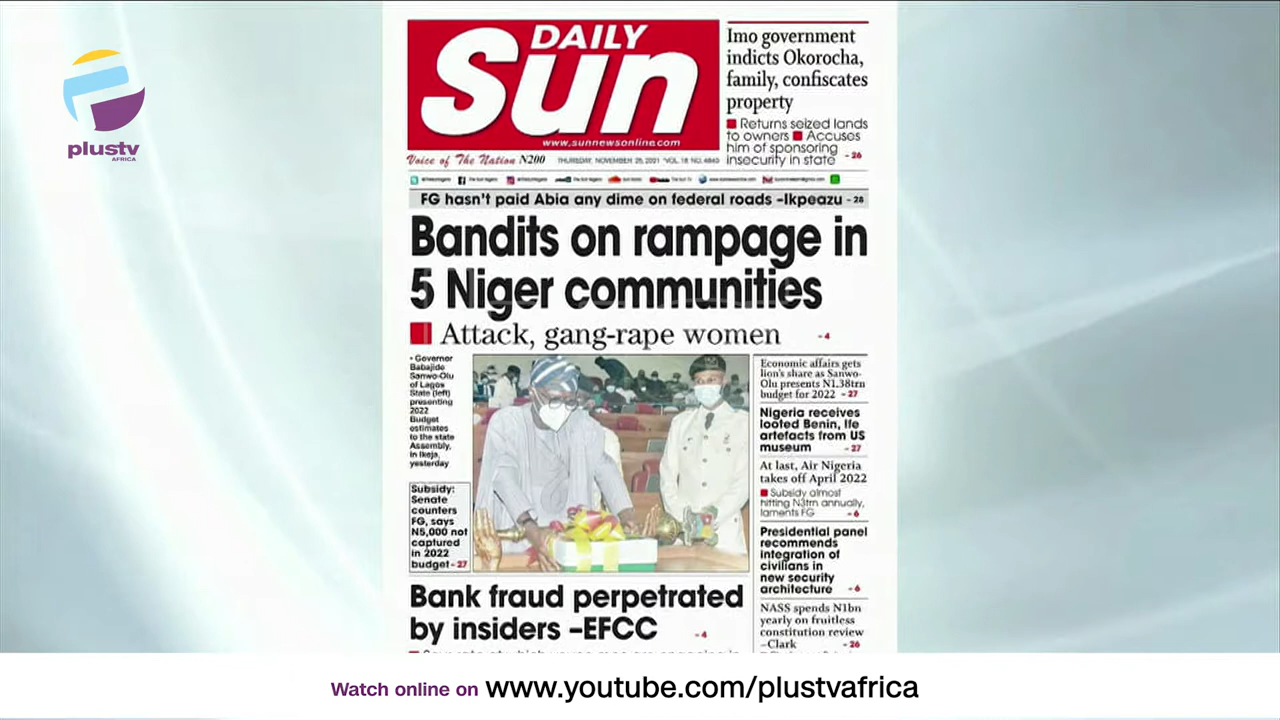 plustv
AFRICA
DAILY
Sun
www.sunnewsonline.com
Voice of The Nation N200
THURSDAY, NOVEMBER 25, 2021 VOL. 18 NO. 4843
Imo government
indicts Okorocha,
family, confiscates
property
Returns seized lands
to owners Accuses
him of sponsoring
insecurity in state - 26
FG hasn't paid Abia any dime on federal roads –Ikpeazu - 28
Bandits on rampage in
5 Niger communities
Attack, gang-rape women - 4
• Governor
Babajide
Sanwo-Olu
of Lagos
State (left)
presenting
2022
Budget
estimates
to the state
Assembly,
in Ikeja,
yesterday
Subsidy:
Senate
counters
FG, says
N5,000 not
captured
in 2022
budget - 27
Economic affairs gets
lion's share as Sanwo-
Olu presents N1.38trn
budget for 2022 - 27
Nigeria receives
looted Benin, Ife
artefacts from US
museum - 27
At last, Air Nigeria
takes off April 2022
Subsidy almost
hitting N3trn annually,
laments FG - 6
Presidential panel
recommends
integration of
civilians in
new security
architecture - 6
NASS spends N1bn
yearly on fruitless
constitution review
–Clark - 26
Bank fraud perpetrated
by insiders –EFCC - 4
Watch online on www.youtube.com/plustvafrica